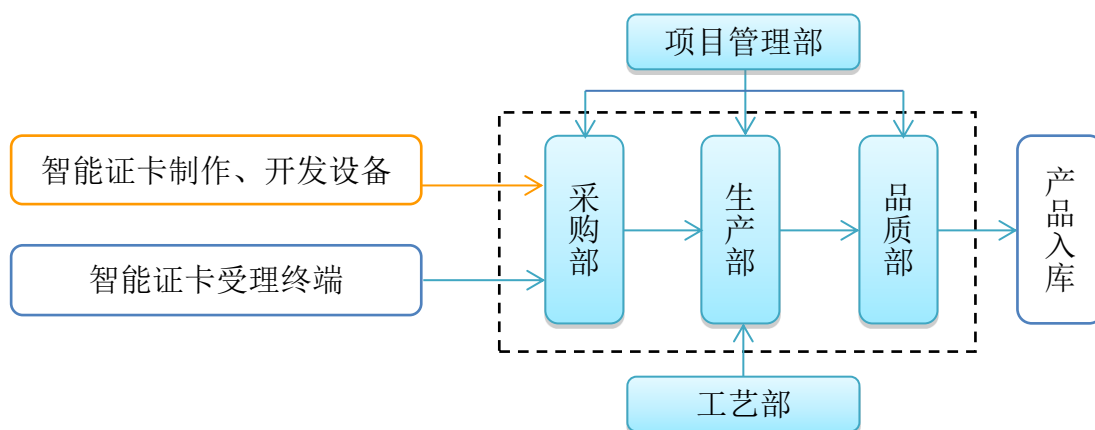 项目管理部
智能证卡制作、开发设备
智能证卡受理终端
采购部
生产部
品质部
产品入库
工艺部